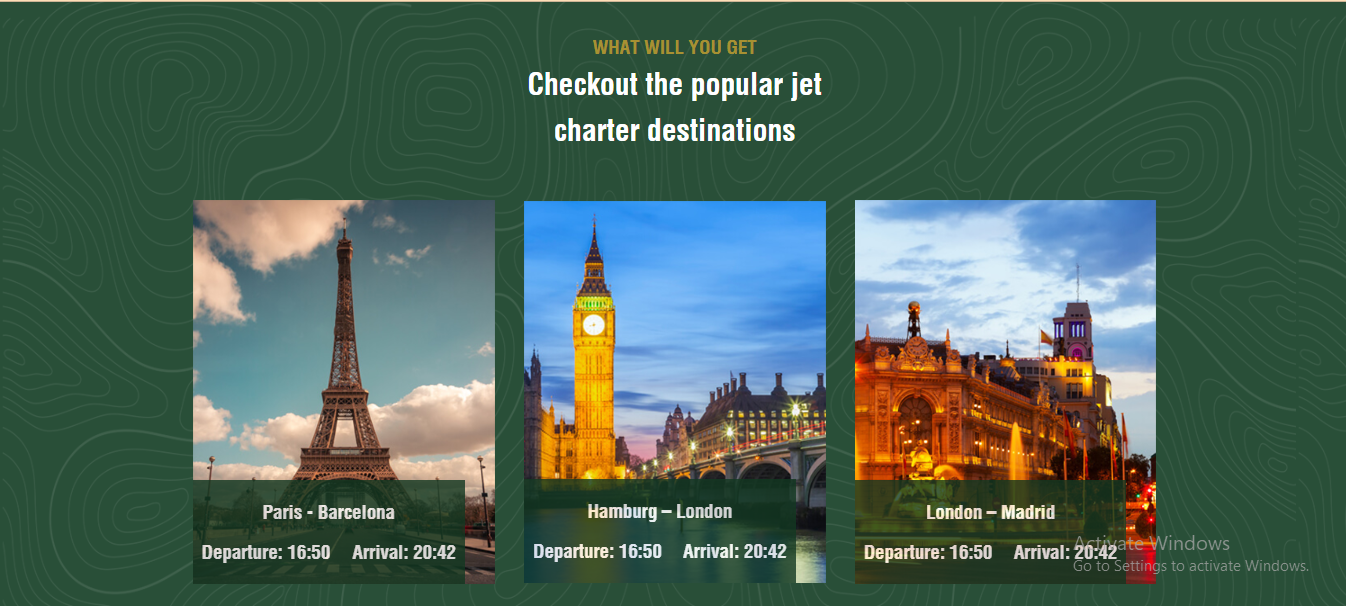 WHAT WILL YOU GET
Checkout the popular jet
charter destinations
Paris - Barcelona
Departure: 16:50 Arrival: 20:42
Hamburg – London
Departure: 16:50 Arrival: 20:42
London – Madrid
Departure: 16:50 Arrival: 20:42
Activate Windows
Go to Settings to activate Windows.